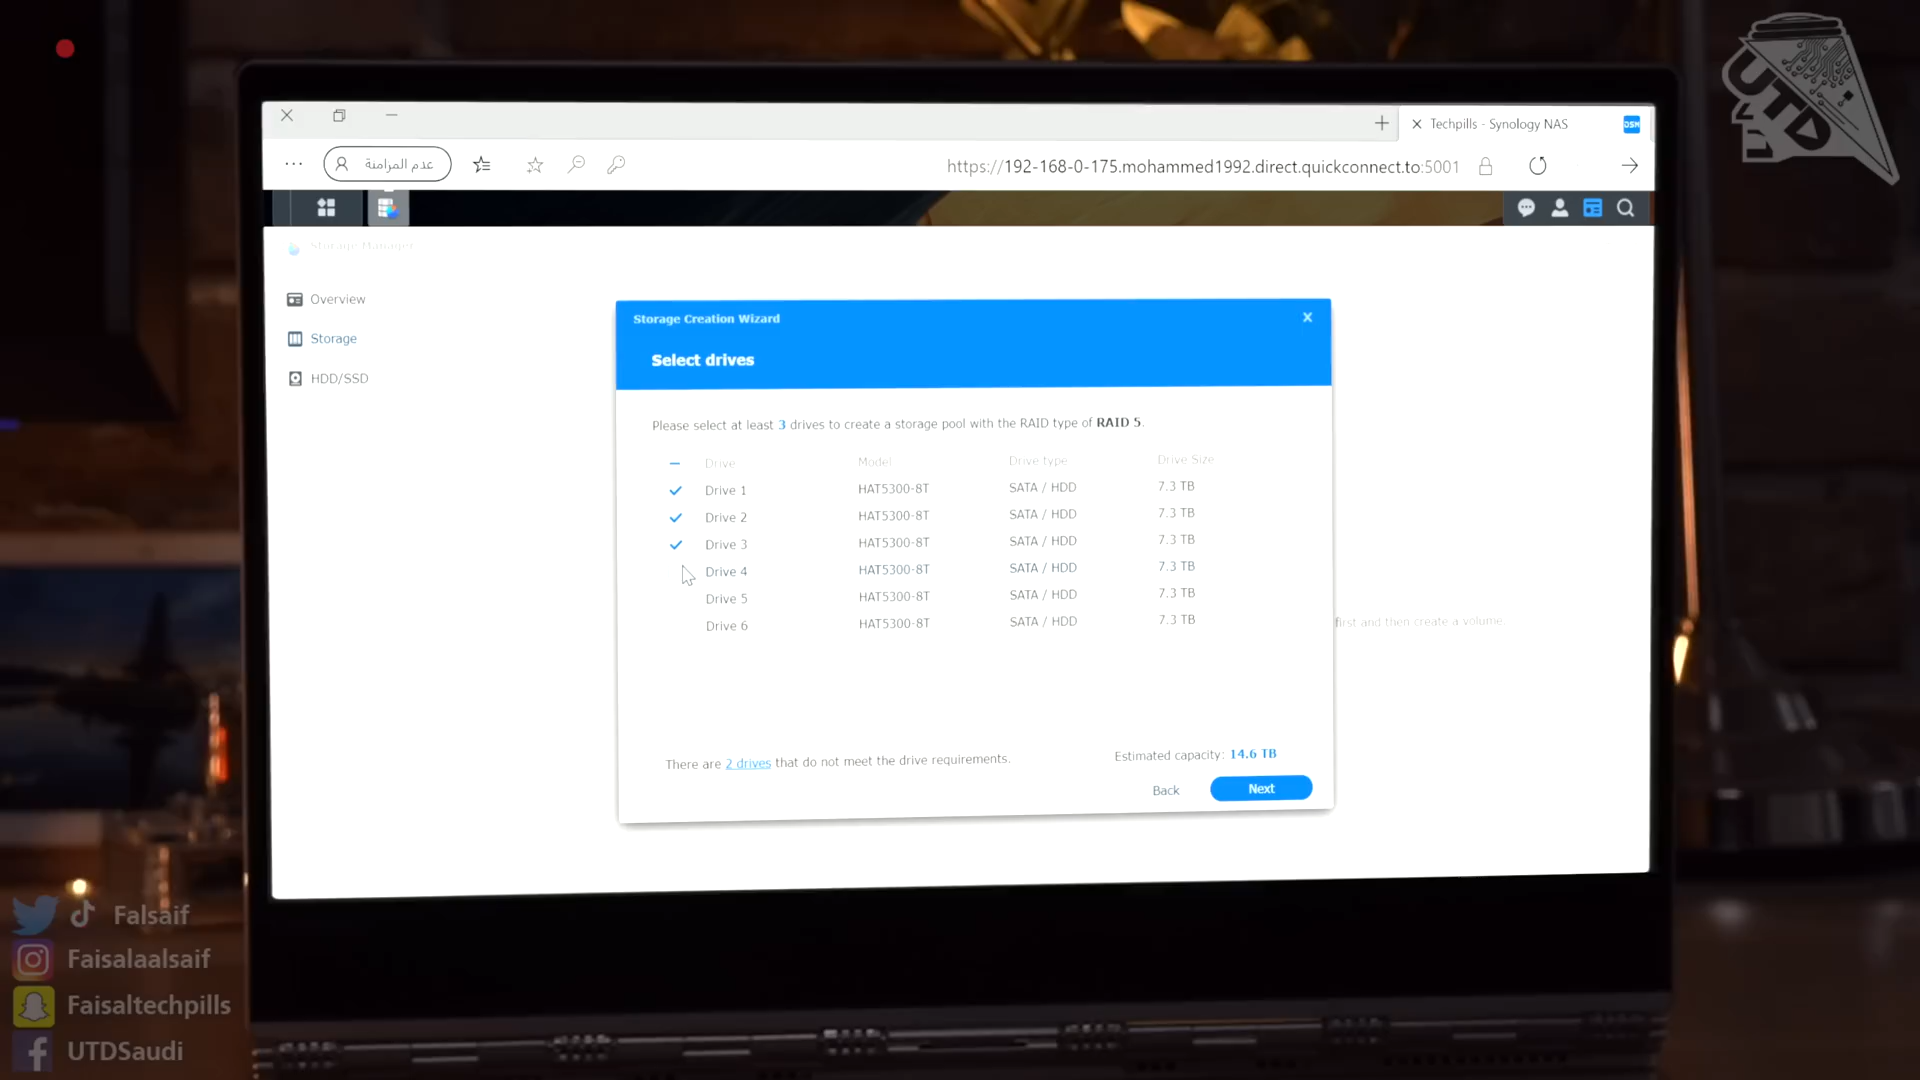 UTD
ONE
Techpills - Synology NAS
DSM
عدم المزامنة
https://192-168-0-175.mohammed1992.direct.quickconnect.to:5001
Storage Manager
Overview
Storage
HDD/SSD
Storage Creation Wizard
Select drives
Please select at least 3 drives to create a storage pool with the RAID type of RAID 5.
Drive Model Drive type Drive Size
Drive 1 HAT5300-8T SATA / HDD 7.3 TB
Drive 2 HAT5300-8T SATA / HDD 7.3 TB
Drive 3 HAT5300-8T SATA / HDD 7.3 TB
Drive 4 HAT5300-8T SATA / HDD 7.3 TB
Drive 5 HAT5300-8T SATA / HDD 7.3 TB
Drive 6 HAT5300-8T SATA / HDD 7.3 TB
first and then create a volume
There are 2 drives that do not meet the drive requirements.
Estimated capacity: 14.6 TB
Back Next
Falsaif
Faisalaalsaif
Faisaltechpills
UTDSaudi